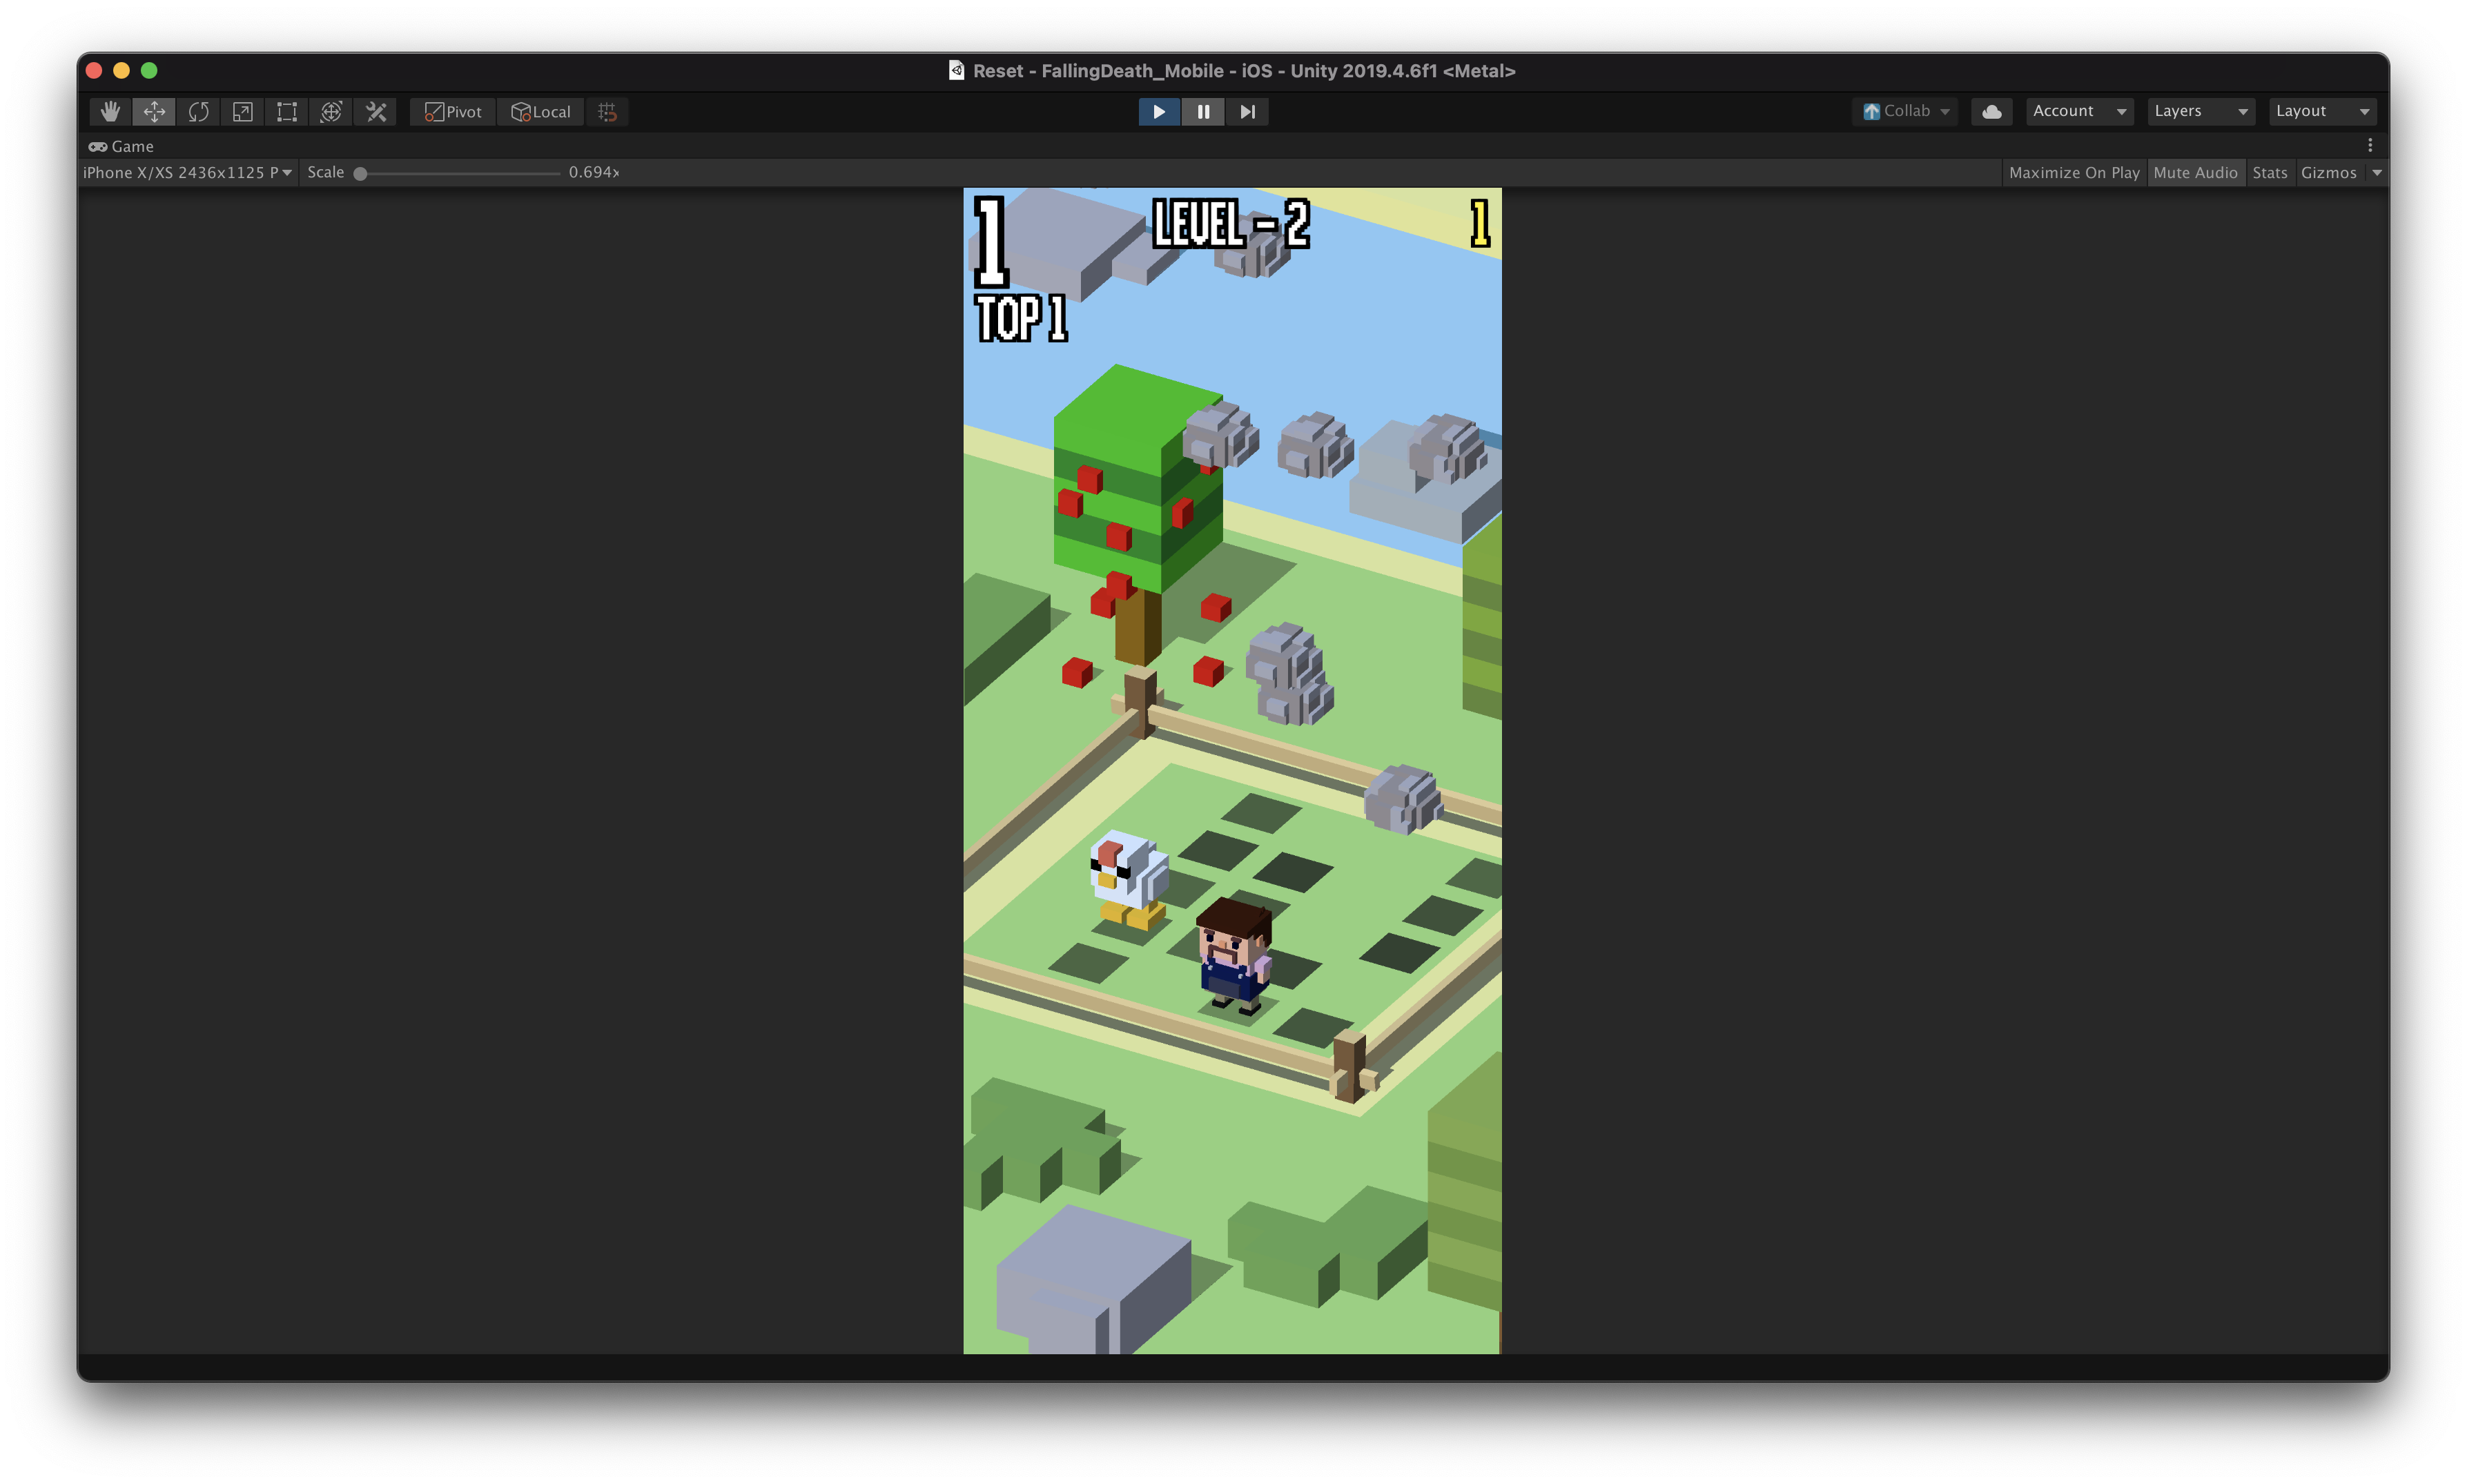 Reset - FallingDeath_Mobile - iOS - Unity 2019.4.6f1 <Metal>
Pivot Local Collab Account Layers Layout
Game
iPhone X/XS 2436x1125 P Scale 0.694x Maximize On Play Mute Audio Stats Gizmos
1 LEVEL - 2 1
TOP 1